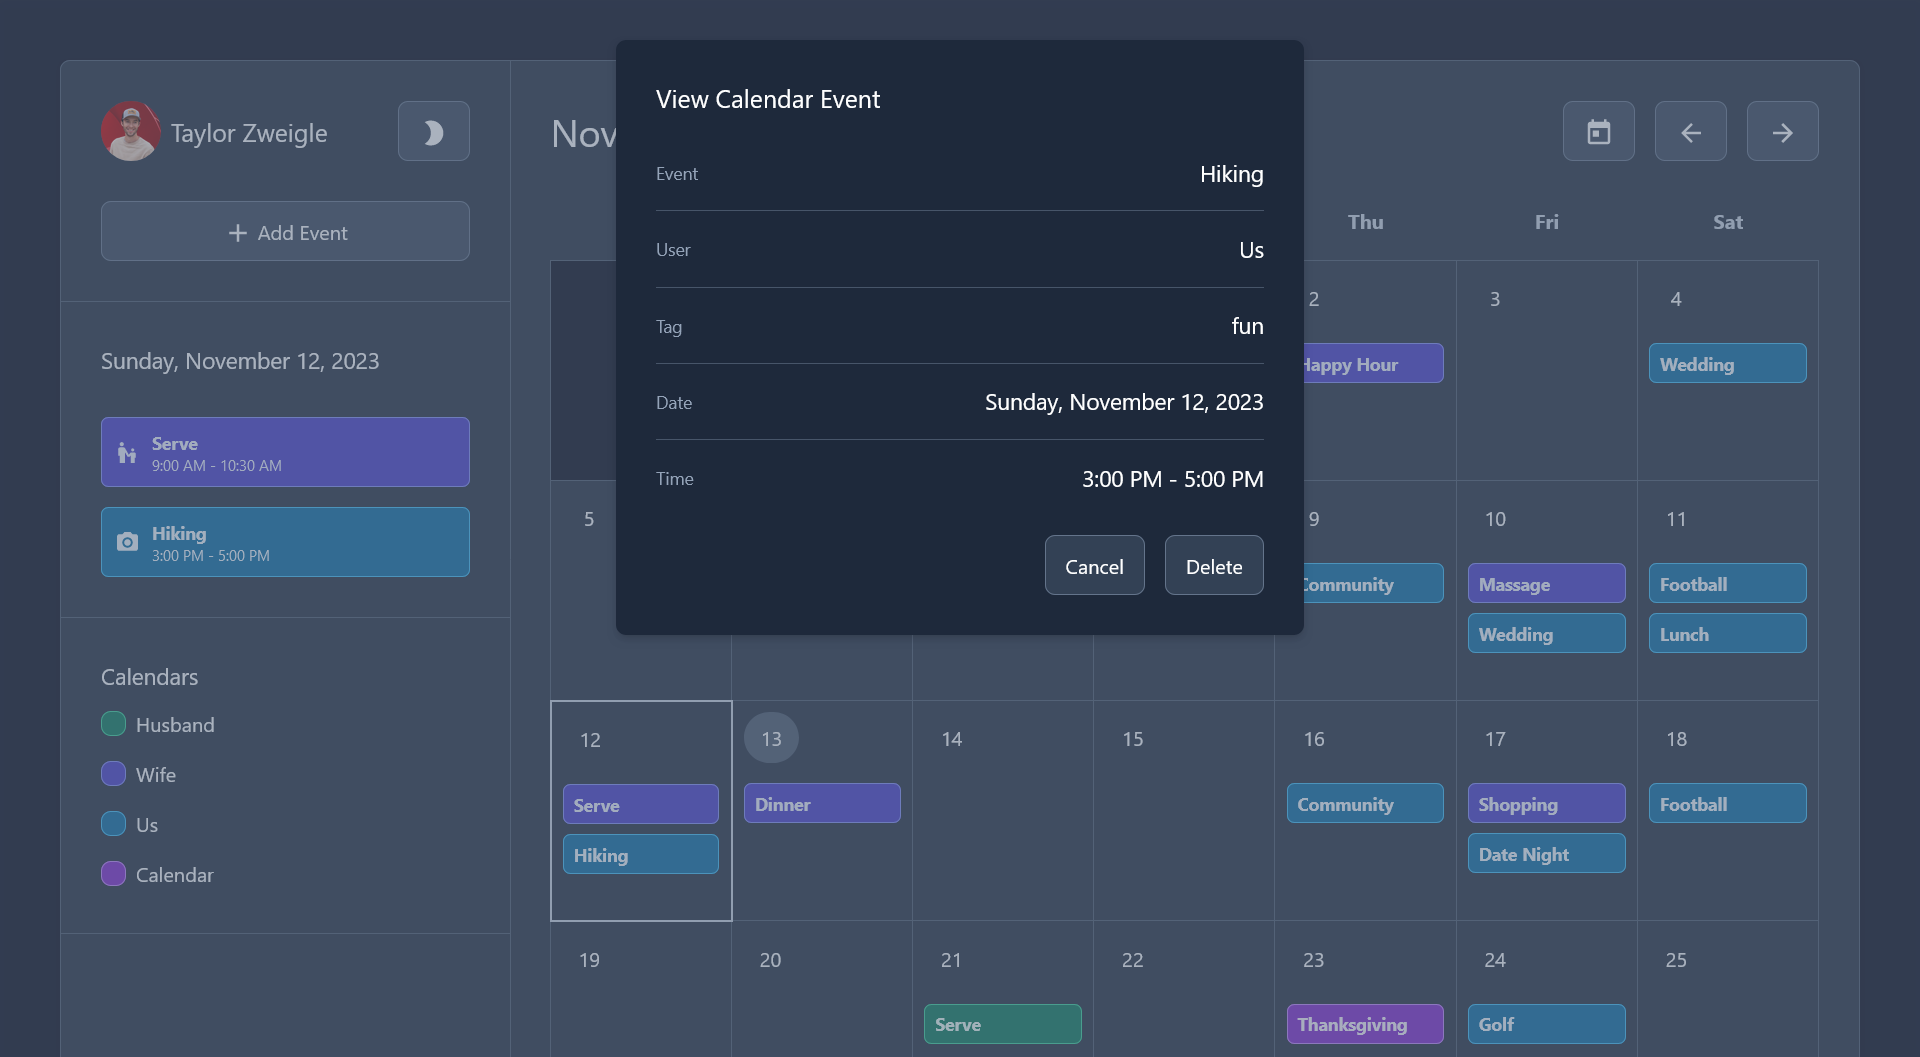 Taylor Zweigle
Add Event
Sunday, November 12, 2023
Serve
9:00 AM - 10:30 AM
Hiking
3:00 PM - 5:00 PM
Calendars
Husband
Wife
Us
Calendar
Nov
View Calendar Event
Event Hiking
User Us
Tag fun
Date Sunday, November 12, 2023
Time 3:00 PM - 5:00 PM
Cancel Delete
Thu Fri Sat
2 3 4
Happy Hour Wedding
5 9 10 11
Community Massage Football
Wedding Lunch
12 13 14 15 16 17 18
Serve Dinner Community Shopping Football
Hiking Date Night
19 20 21 22 23 24 25
Serve Thanksgiving Golf